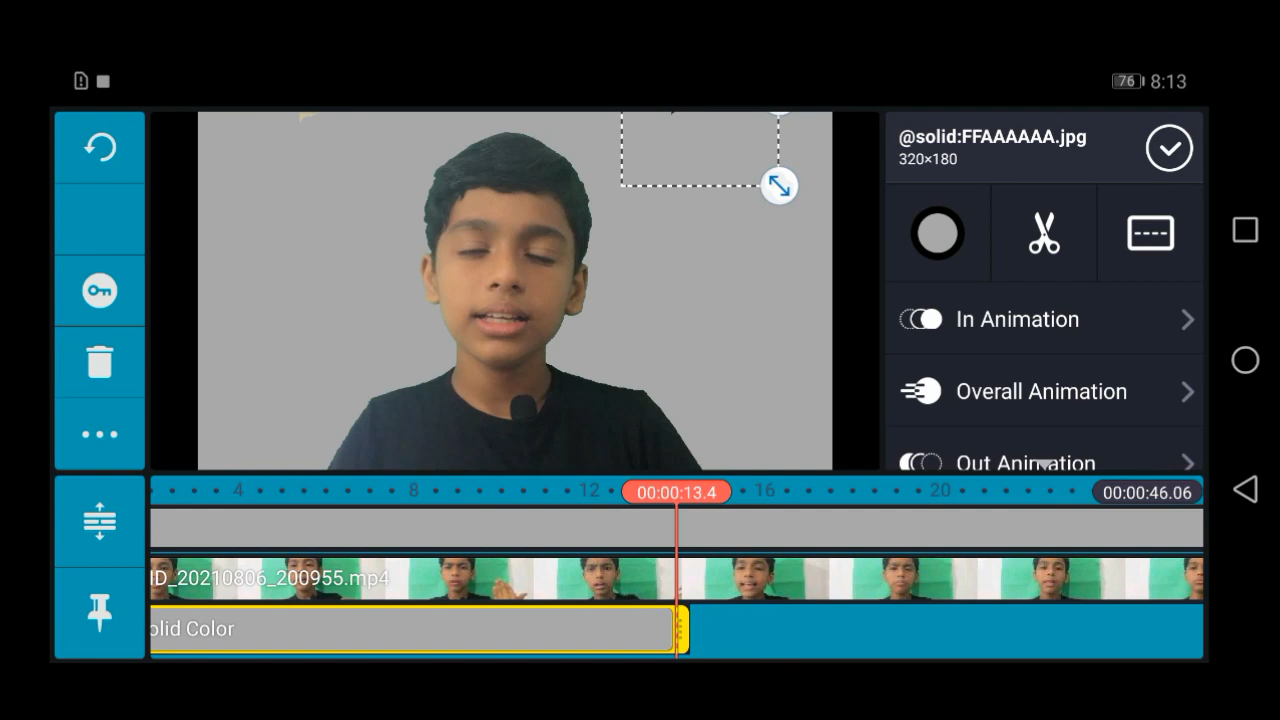 76 8:13
@solid:FFAAAAAA.jpg
320×180
In Animation
Overall Animation
Out Animation
4 8 12 00:00:13.4 16 20 00:00:46.06
ID_20210806_200955.mp4
olid Color